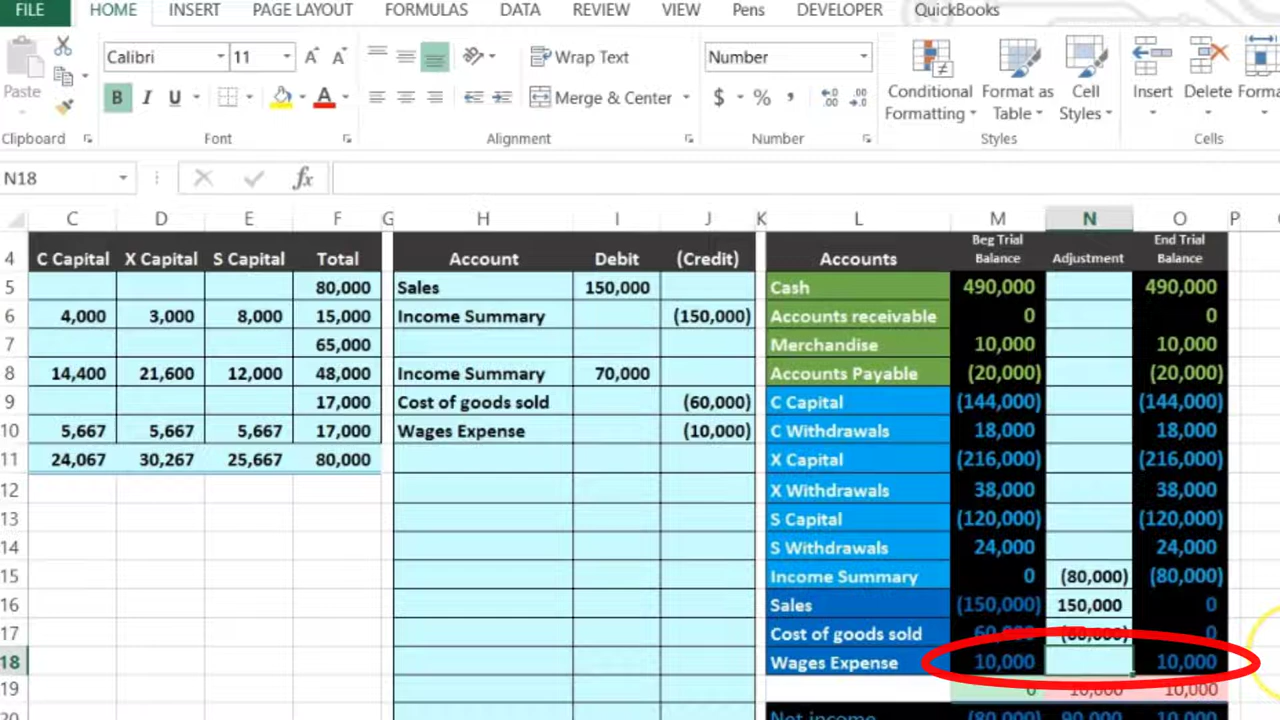 FILE HOME INSERT PAGE LAYOUT FORMULAS DATA REVIEW VIEW Pens DEVELOPER QuickBooks
Calibri 11 A A Wrap Text Number Conditional Format as Cell Insert Delete Forma
Paste B I U A Merge & Center $ % , Formatting Table Styles
Clipboard Font Alignment Number Styles Cells
N18 fx
C D E F G H I J K L M N O P
4 C Capital X Capital S Capital Total Account Debit (Credit) Accounts Beg Trial Balance Adjustment End Trial Balance
5 80,000 Sales 150,000 Cash 490,000 490,000
6 4,000 3,000 8,000 15,000 Income Summary (150,000) Accounts receivable 0 0
7 65,000 Merchandise 10,000 10,000
8 14,400 21,600 12,000 48,000 Income Summary 70,000 Accounts Payable (20,000) (20,000)
9 17,000 Cost of goods sold (60,000) C Capital (144,000) (144,000)
10 5,667 5,667 5,667 17,000 Wages Expense (10,000) C Withdrawals 18,000 18,000
11 24,067 30,267 25,667 80,000 X Capital (216,000) (216,000)
12 X Withdrawals 38,000 38,000
13 S Capital (120,000) (120,000)
14 S Withdrawals 24,000 24,000
15 Income Summary 0 (80,000) (80,000)
16 Sales (150,000) 150,000 0
17 Cost of goods sold 60,000 (60,000) 0
18 Wages Expense 10,000 10,000
19 0 10,000 10,000
20 Net income (80,000) 90,000 10,000